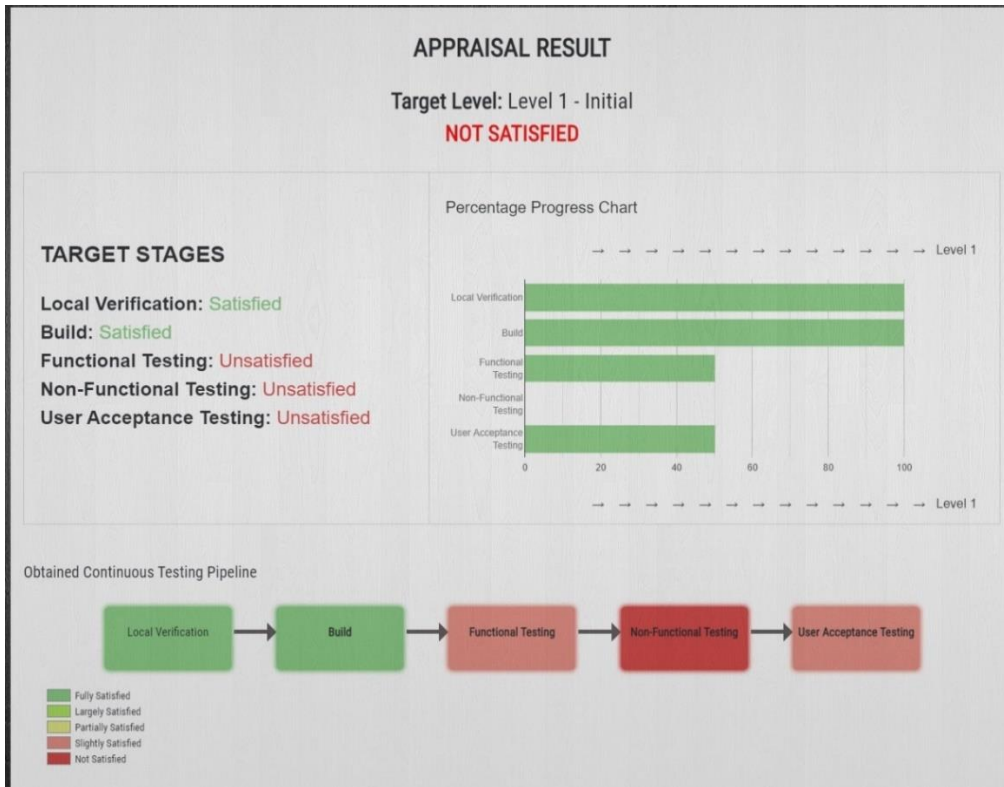 APPRAISAL RESULT
Target Level: Level 1 - Initial
NOT SATISFIED
TARGET STAGES
Local Verification: Satisfied
Build: Satisfied
Functional Testing: Unsatisfied
Non-Functional Testing: Unsatisfied
User Acceptance Testing: Unsatisfied
Percentage Progress Chart
→ → → → → → → → → → → → → Level 1
Local Verification
Build
Functional
Testing
Non-Functional
Testing
User Acceptance
Testing
0 20 40 60 80 100
→ → → → → → → → → → → → → Level 1
Obtained Continuous Testing Pipeline
Local Verification
Build
Functional Testing
Non-Functional Testing
User Acceptance Testing
Fully Satisfied
Largely Satisfied
Partially Satisfied
Slightly Satisfied
Not Satisfied